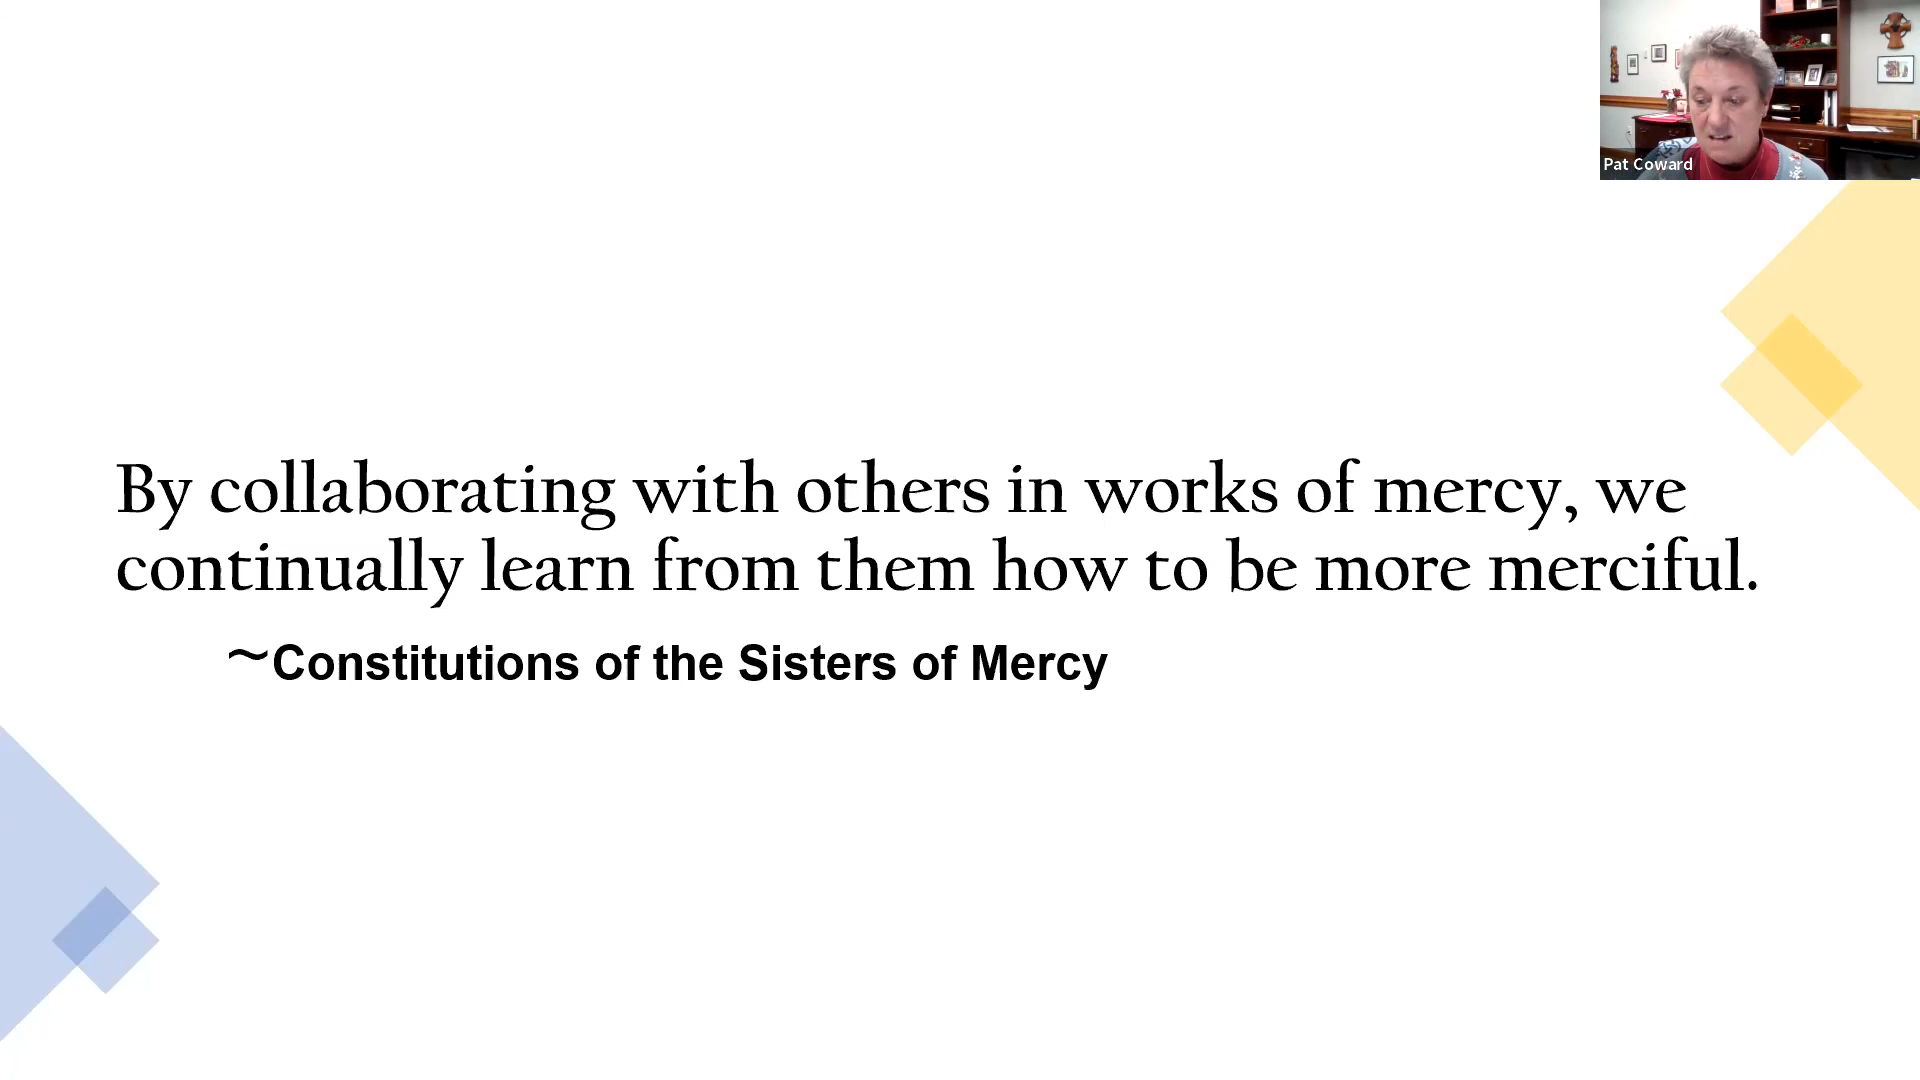 Pat Coward
By collaborating with others in works of mercy, we
continually learn from them how to be more merciful.
~Constitutions of the Sisters of Mercy